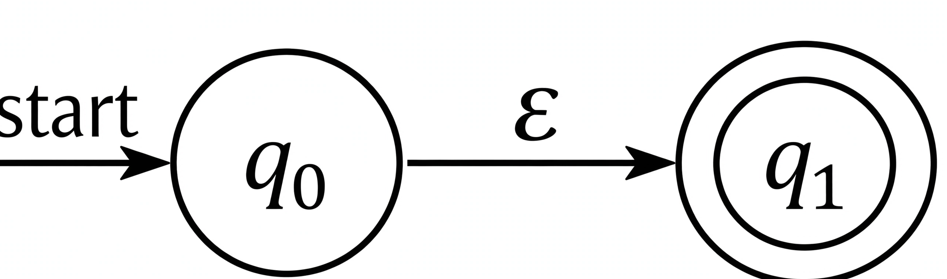 start
ε
q₀
q₁